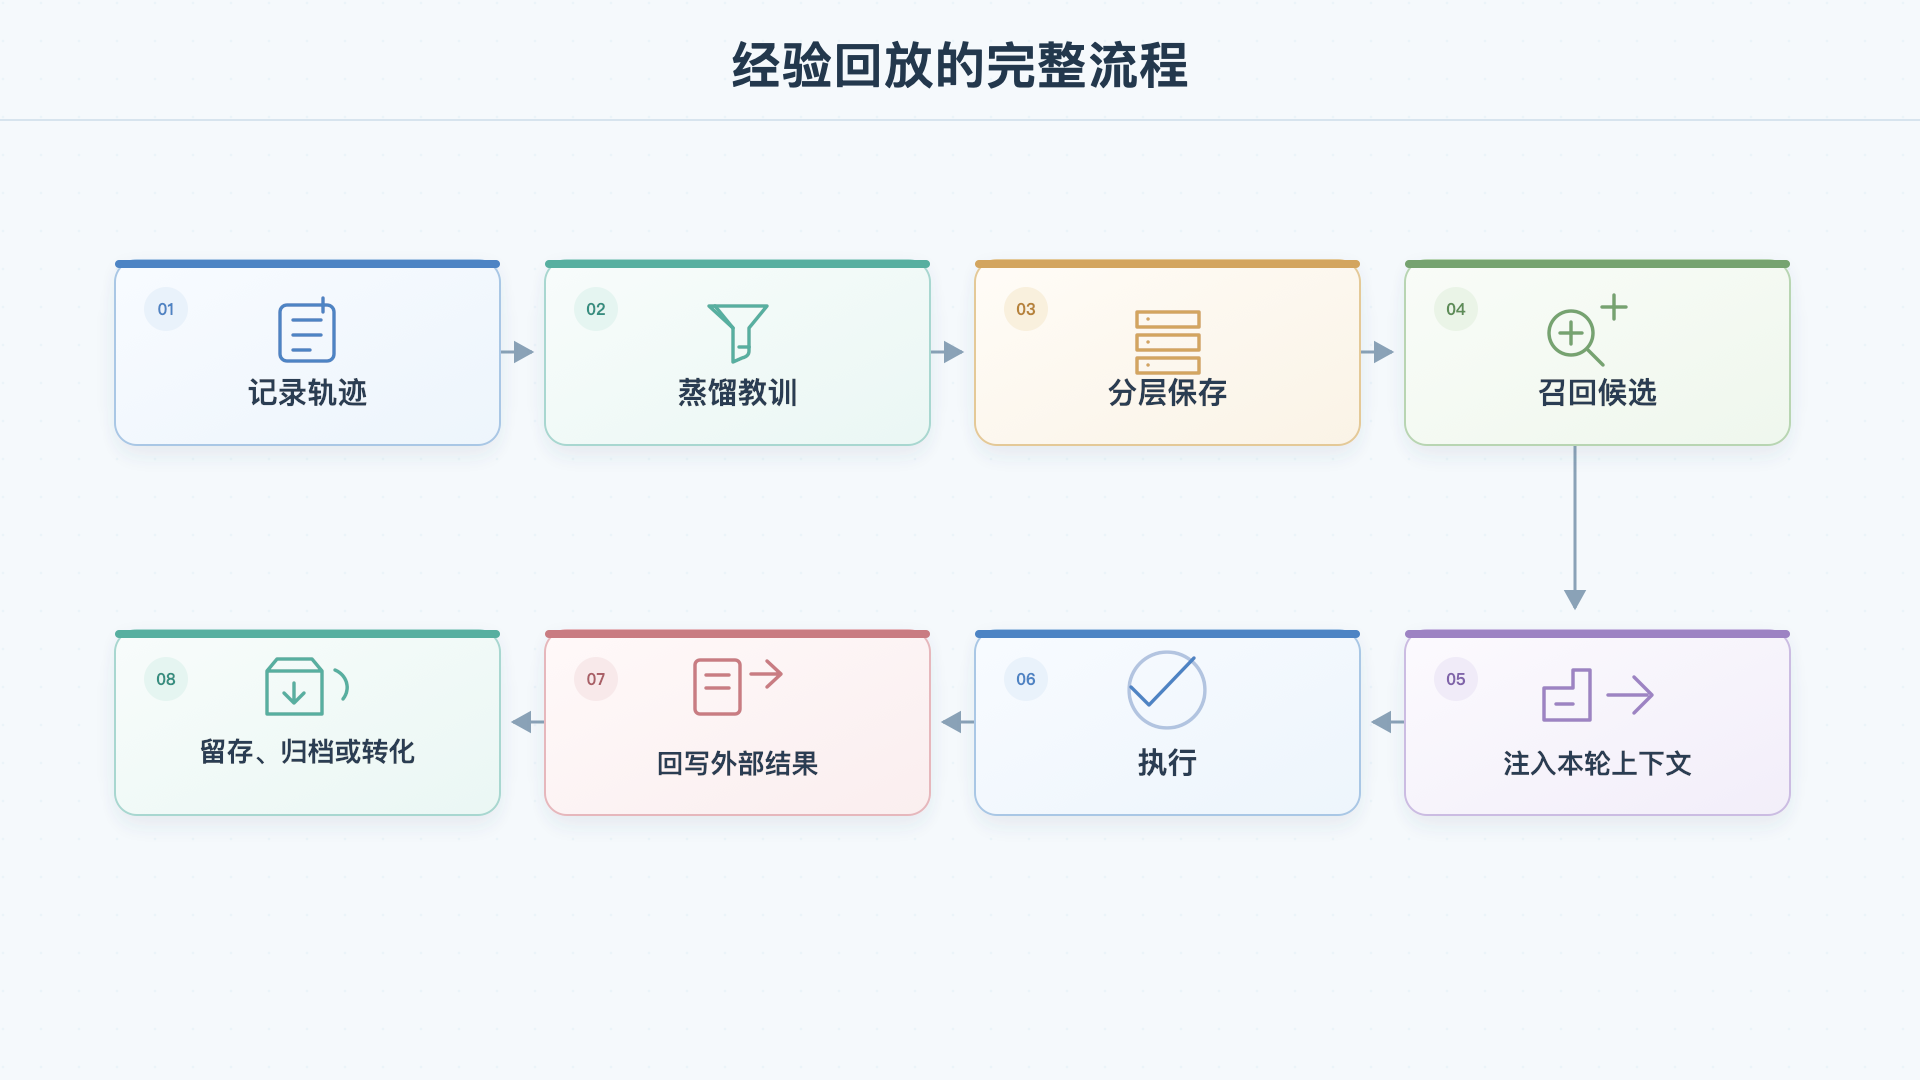 经验回放的完整流程
01
记录轨迹
02
蒸馏教训
03
分层保存
04
召回候选
05
注入本轮上下文
06
执行
07
回写外部结果
08
留存、归档或转化